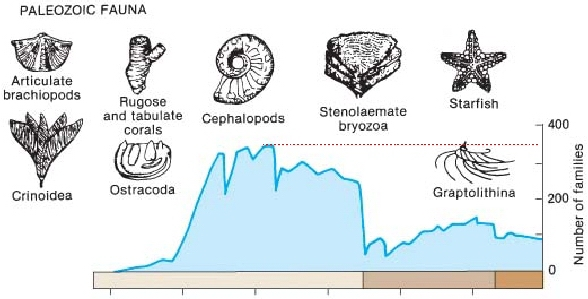 PALEOZOIC FAUNA
Articulate
brachiopods
Rugose
and tabulate
corals
Cephalopods
Stenolaemate
bryozoa
Starfish
Crinoidea
Ostracoda
Graptolithina
400
200
0
Number of families